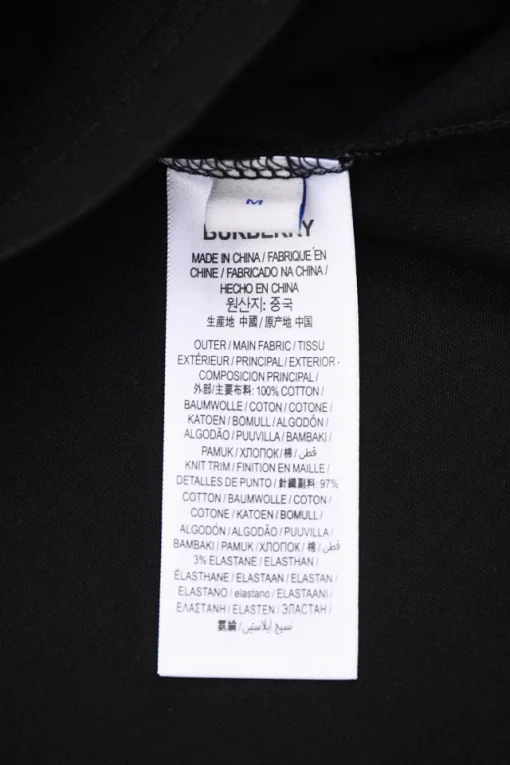 M
BURBERRY
MADE IN CHINA / FABRIQUE EN
CHINE / FABRICADO NA CHINA /
HECHO EN CHINA
원산지: 중국
生産地 中國 / 原产地 中国
OUTER / MAIN FABRIC / TISSU
EXTÉRIEUR / PRINCIPAL / EXTERIOR -
COMPOSICION PRINCIPAL /
外部/主要布料: 100% COTTON /
BAUMWOLLE / COTON / COTONE /
KATOEN / BOMULL / ALGODÓN /
ALGODÃO / PUUVILLA / BAMBAKI /
PAMUK / ХЛОПОК / 棉 / قطن
KNIT TRIM / FINITION EN MAILLE /
DETALLES DE PUNTO / 針織副料: 97%
COTTON / BAUMWOLLE / COTON /
COTONE / KATOEN / BOMULL /
ALGODÓN / ALGODÃO / PUUVILLA /
BAMBAKI / PAMUK / ХЛОПОК / 棉 / قطن
3% ELASTANE / ELASTHAN /
ÉLASTHANE / ELASTAAN / ELASTAN /
ELASTANO / elastano / ELASTAANI /
ΕΛΑΣΤΑΝΗ / ELASTEN / ЭЛАСТАН /
氨綸 / نسيج إيلاستين